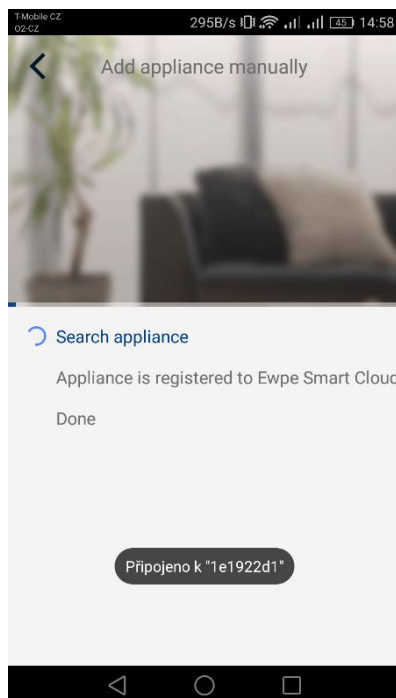 T-Mobile CZ
O2-CZ
295B/s 45 14:58
Add appliance manually
Search appliance
Appliance is registered to Ewpe Smart Cloud
Done
Připojeno k "1e1922d1"